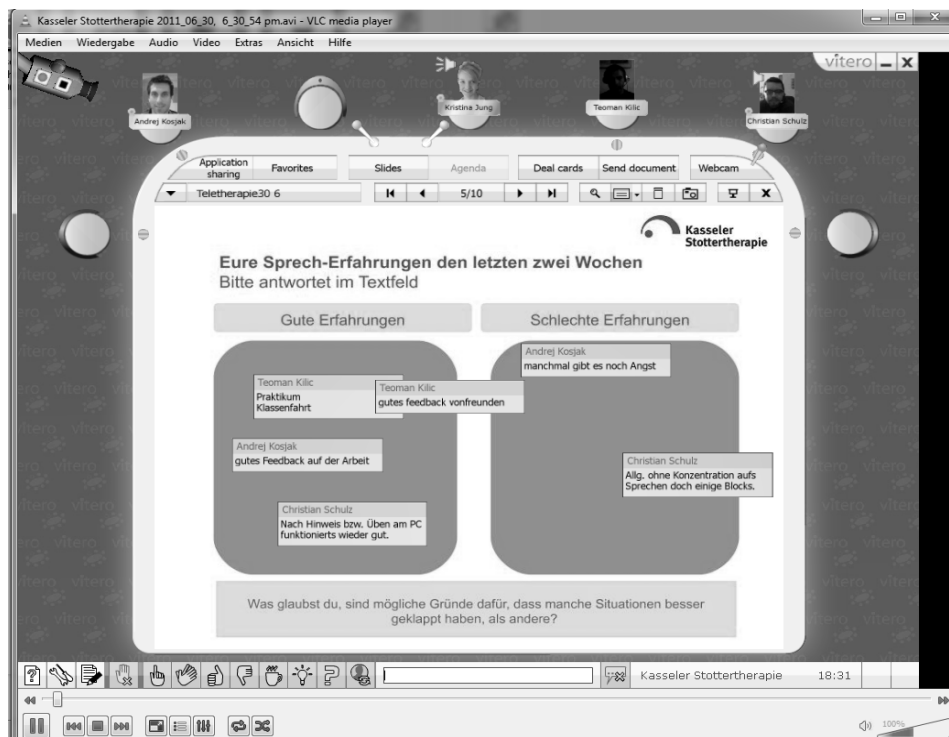 Kasseler Stottertherapie 2011_06_30, 6_30_54 pm.avi - VLC media player
Medien Wiedergabe Audio Video Extras Ansicht Hilfe
vitero
Andrej Kosjak
Kristina Jung
Teoman Kilic
Christian Schulz
Application sharing
Favorites
Slides
Agenda
Deal cards
Send document
Webcam
Teletherapie30 6
5/10
Kasseler
Stottertherapie
Eure Sprech-Erfahrungen den letzten zwei Wochen
Bitte antwortet im Textfeld
Gute Erfahrungen
Schlechte Erfahrungen
Teoman Kilic
Praktikum
Klassenfahrt
Teoman Kilic
gutes feedback vonfreunden
Andrej Kosjak
gutes Feedback auf der Arbeit
Christian Schulz
Nach Hinweis bzw. Üben am PC
funktionierts wieder gut.
Andrej Kosjak
manchmal gibt es noch Angst
Christian Schulz
Allg. ohne Konzentration aufs
Sprechen doch einige Blocks.
Was glaubst du, sind mögliche Gründe dafür, dass manche Situationen besser
geklappt haben, als andere?
Kasseler Stottertherapie
18:31
100%